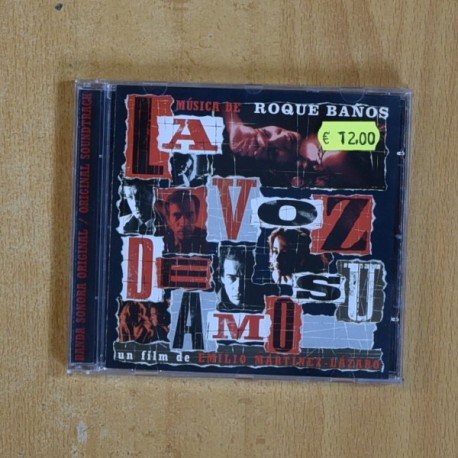 MÚSICA DE ROQUE BAÑOS
€ 12.00
LA
VOZ
DE SU
AMO
un film de EMILIO MARTÍNEZ LÁZARO
BANDA SONORA ORIGINAL / ORIGINAL SOUNDTRACK